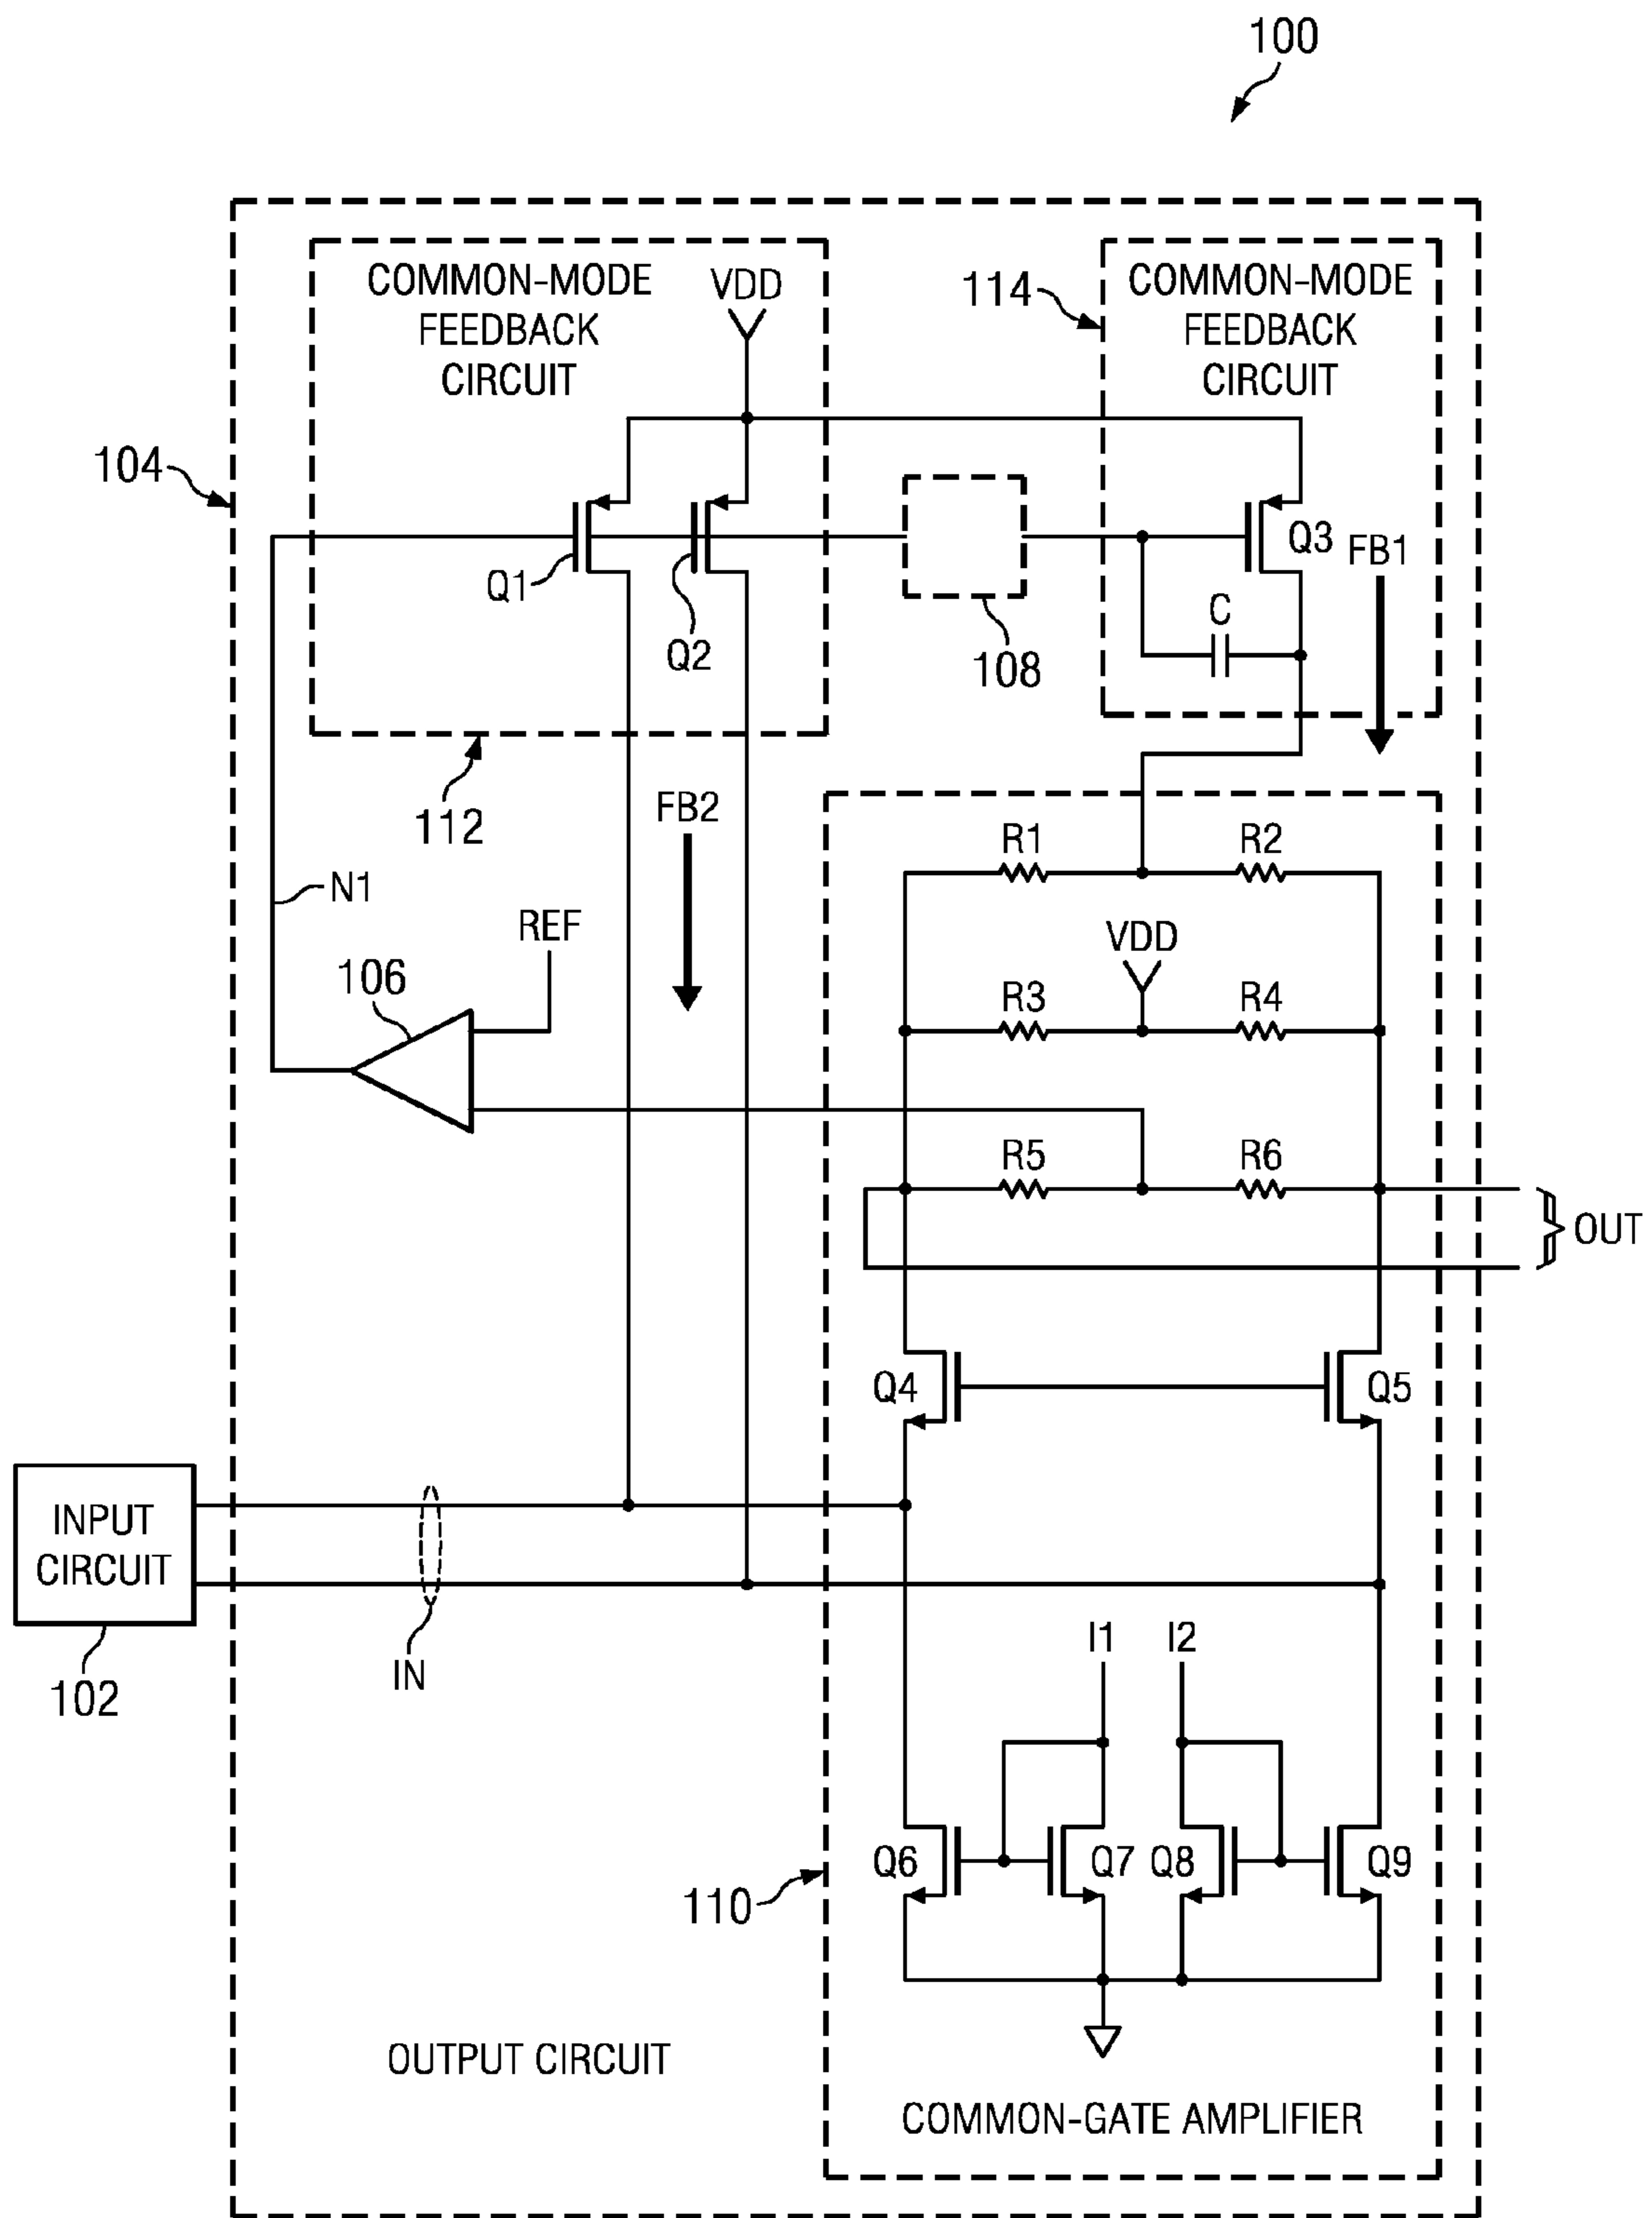 100
COMMON-MODE
FEEDBACK
CIRCUIT
VDD
114
COMMON-MODE
FEEDBACK
CIRCUIT
104
Q1
Q2
108
Q3
FB1
C
112
FB2
N1
REF
106
R1
R2
VDD
R3
R4
R5
R6
OUT
Q4
Q5
INPUT
CIRCUIT
102
IN
I1
I2
Q6
Q7
Q8
Q9
110
OUTPUT CIRCUIT
COMMON-GATE AMPLIFIER